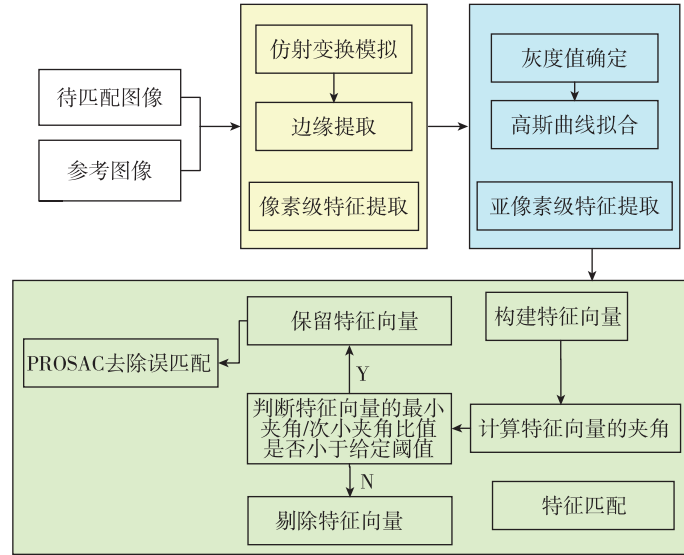 待匹配图像
参考图像
仿射变换模拟
边缘提取
像素级特征提取
灰度值确定
高斯曲线拟合
亚像素级特征提取
构建特征向量
计算特征向量的夹角
特征匹配
判断特征向量的最小
夹角/次小夹角比值
是否小于给定阈值
Y
保留特征向量
PROSAC去除误匹配
N
剔除特征向量